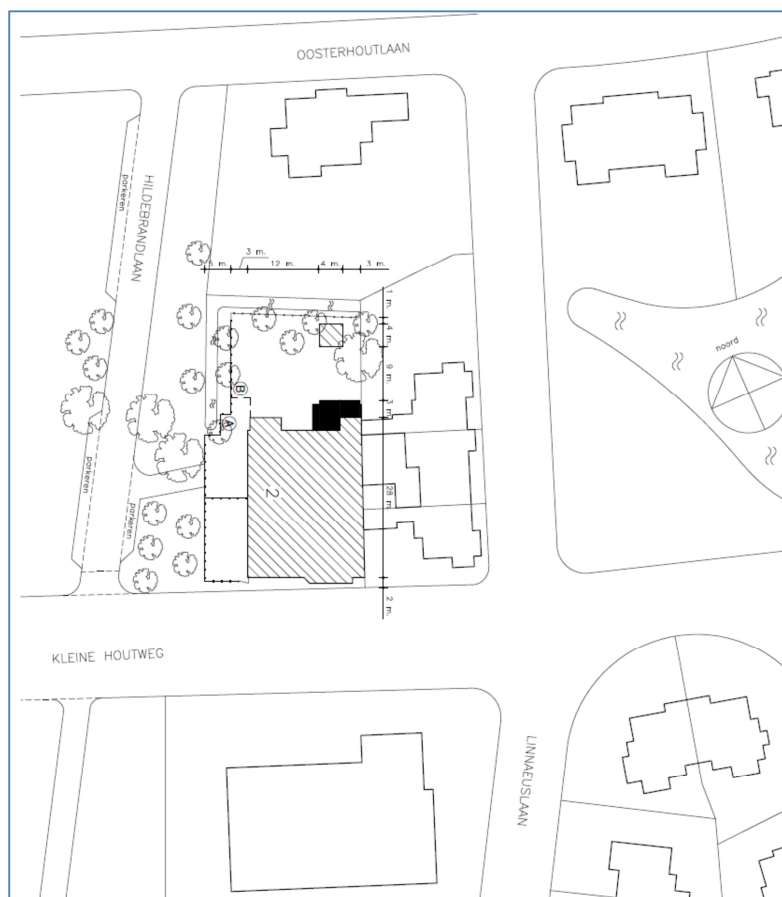 OOSTERHOUTLAAN
parkeren
HILDEBRANDLAAN
3 m.
12 m.
4 m.
3 m.
1 m.
4 m.
noord
9 m.
B
3 m.
A
parkeren
parkeren
2
28 m.
2 m.
KLEINE HOUTWEG
LINNAEUSLAAN